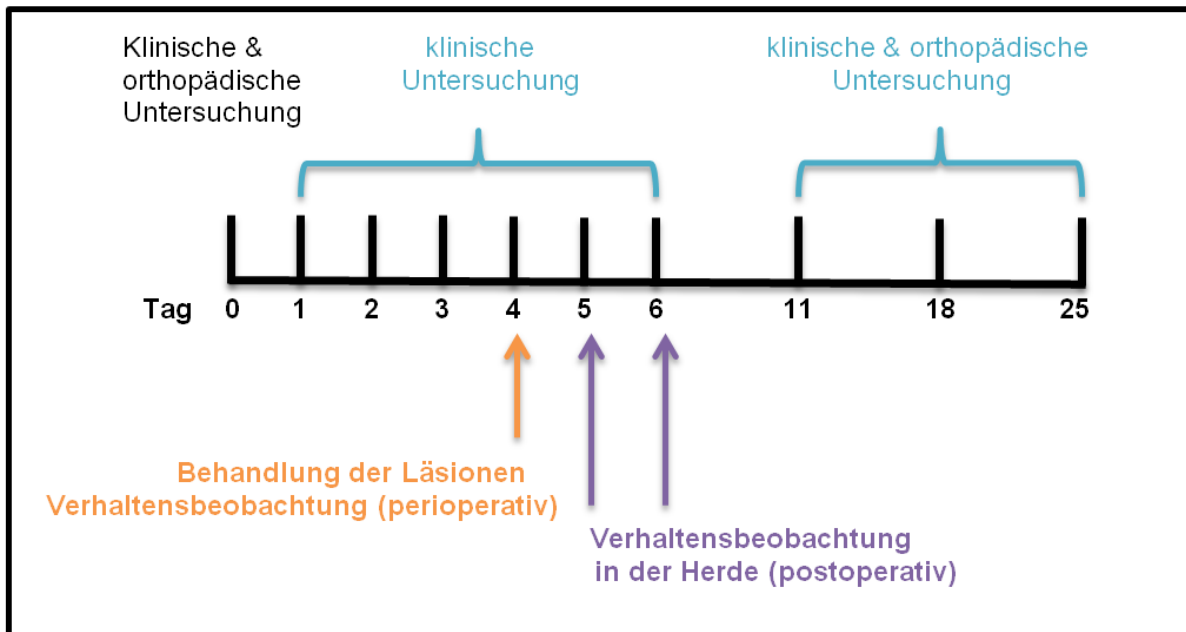 Klinische &
orthopädische
Untersuchung
klinische
Untersuchung
klinische & orthopädische
Untersuchung
Tag 0 1 2 3 4 5 6 11 18 25
Behandlung der Läsionen
Verhaltensbeobachtung (perioperativ)
Verhaltensbeobachtung
in der Herde (postoperativ)